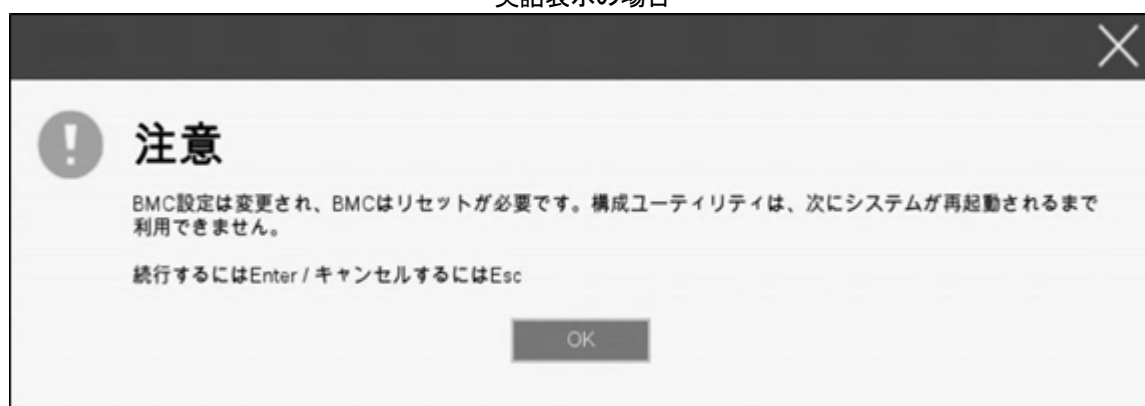 英語表示の場合
注意
BMC設定は変更され、BMCはリセットが必要です。構成ユーティリティは、次にシステムが再起動されるまで
利用できません。
続行するにはEnter / キャンセルするにはEsc
OK